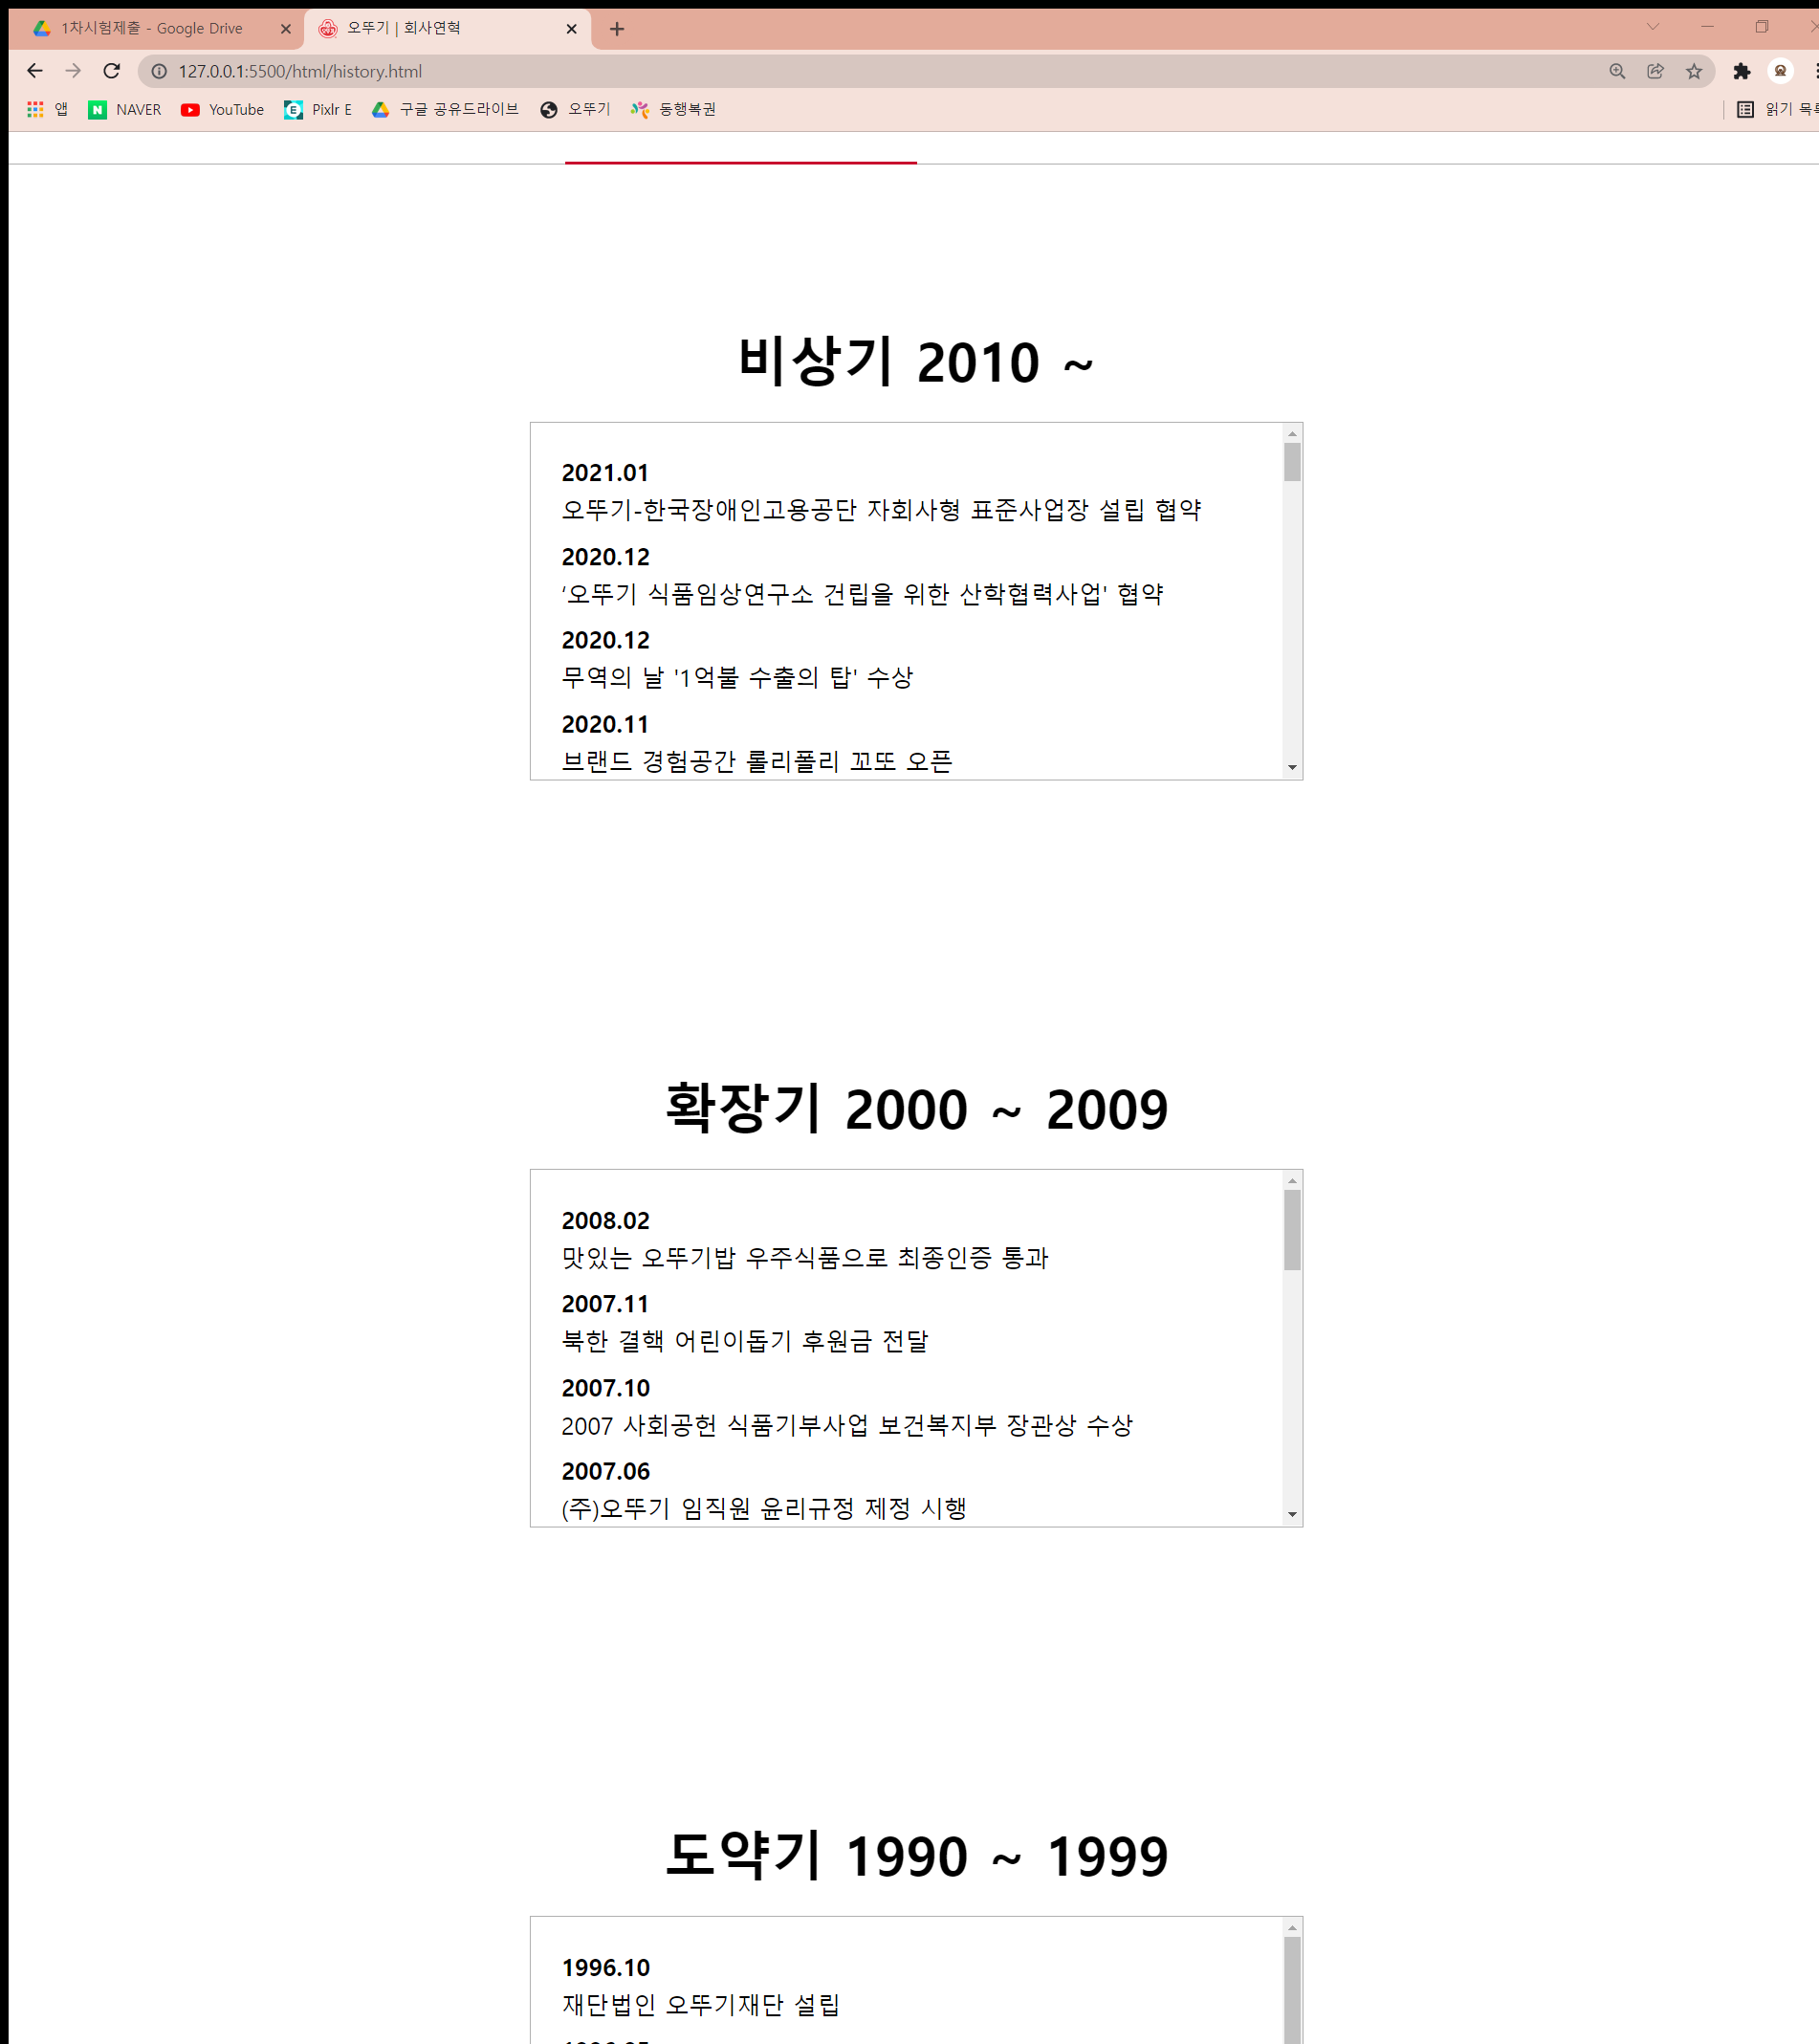 1차시험제출 - Google Drive
오뚜기 | 회사연혁
127.0.0.1:5500/html/history.html
앱
NAVER
YouTube
Pixlr E
구글 공유드라이브
오뚜기
동행복권
읽기
비상기 2010 ~
2021.01
오뚜기-한국장애인고용공단 자회사형 표준사업장 설립 협약
2020.12
'오뚜기 식품임상연구소 건립을 위한 산학협력사업' 협약
2020.12
무역의 날 '1억불 수출의 탑' 수상
2020.11
브랜드 경험공간 롤리폴리 꼬또 오픈
확장기 2000 ~ 2009
2008.02
맛있는 오뚜기밥 우주식품으로 최종인증 통과
2007.11
북한 결핵 어린이돕기 후원금 전달
2007.10
2007 사회공헌 식품기부사업 보건복지부 장관상 수상
2007.06
(주)오뚜기 임직원 윤리규정 제정 시행
도약기 1990 ~ 1999
1996.10
재단법인 오뚜기재단 설립